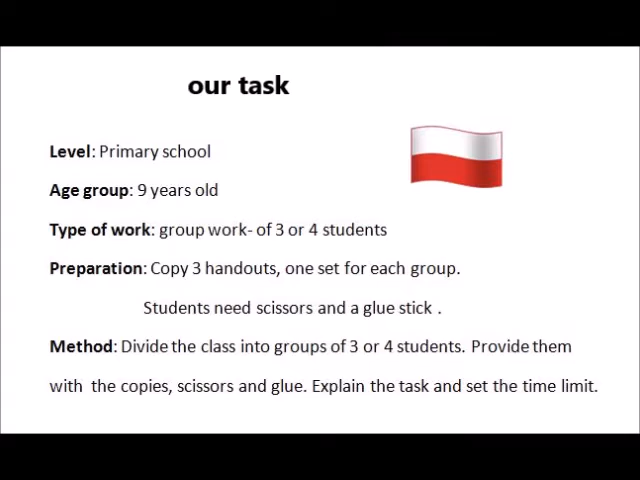 our task
Level: Primary school
Age group: 9 years old
Type of work: group work- of 3 or 4 students
Preparation: Copy 3 handouts, one set for each group.
Students need scissors and a glue stick .
Method: Divide the class into groups of 3 or 4 students. Provide them
with the copies, scissors and glue. Explain the task and set the time limit.